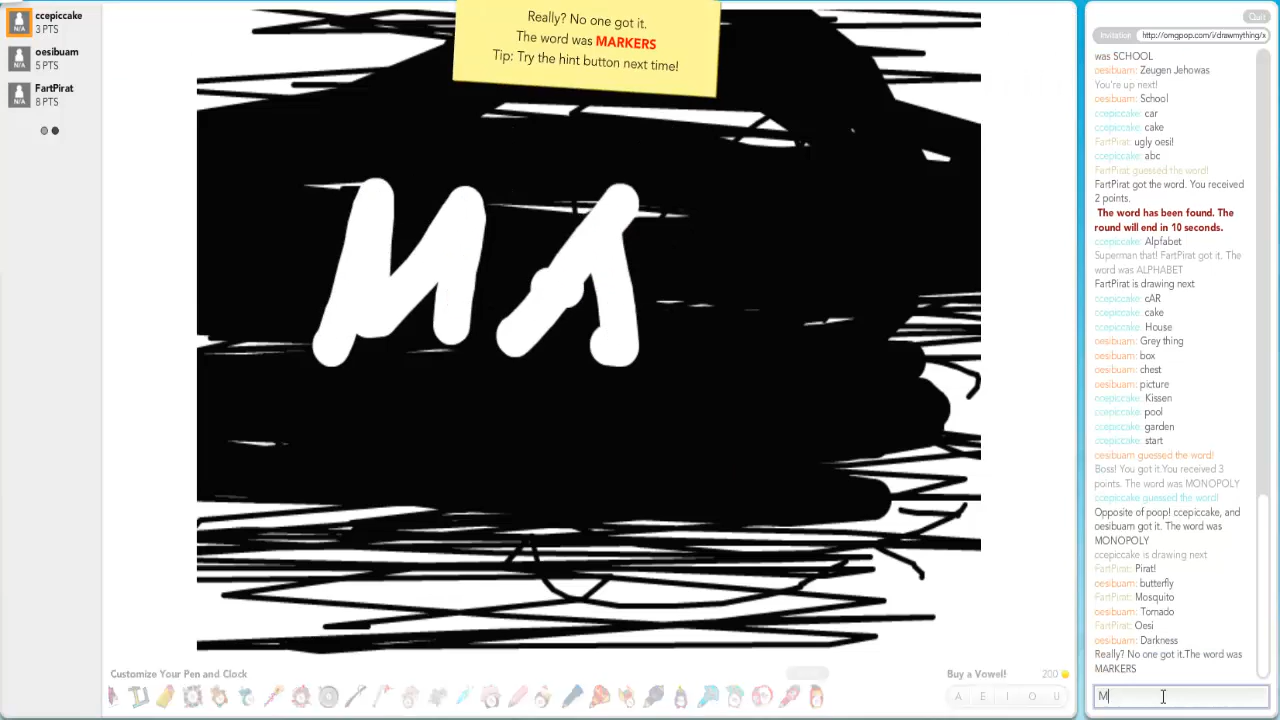 ccepiccake
3 PTS
oesibuam
5 PTS
FartPirat
8 PTS
N/A
N/A
N/A
Really? No one got it.
The word was MARKERS
Tip: Try the hint button next time!
MA
Customize Your Pen and Clock
Buy a Vowel!
200
A E I O U
Quit
Invitation http://omgpop.com/i/drawmything/x
was SCHOOL
oesibuam: Zeugen Jehowas
You're up next!
oesibuam: School
ccepiccake: car
ccepiccake: cake
FartPirat: ugly oesi!
ccepiccake: abc
FartPirat guessed the word!
FartPirat got the word. You received
2 points.
The word has been found. The
round will end in 10 seconds.
ccepiccake: Alpfabet
Superman that! FartPirat got it. The
word was ALPHABET
FartPirat is drawing next
ccepiccake: cAR
ccepiccake: cake
ccepiccake: House
oesibuam: Grey thing
oesibuam: box
oesibuam: chest
oesibuam: picture
ccepiccake: Kissen
ccepiccake: pool
ccepiccake: garden
ccepiccake: start
oesibuam guessed the word!
Boss! You got it.You received 3
points. The word was MONOPOLY
ccepiccake guessed the word!
Opposite of poop! ccepiccake, and
oesibuam got it. The word was
MONOPOLY
ccepiccake is drawing next
FartPirat: Pirat!
oesibuam: butterfly
FartPirat: Mosquito
oesibuam: Tornado
FartPirat: Oesi
oesibuam: Darkness
Really? No one got it.The word was
MARKERS
M